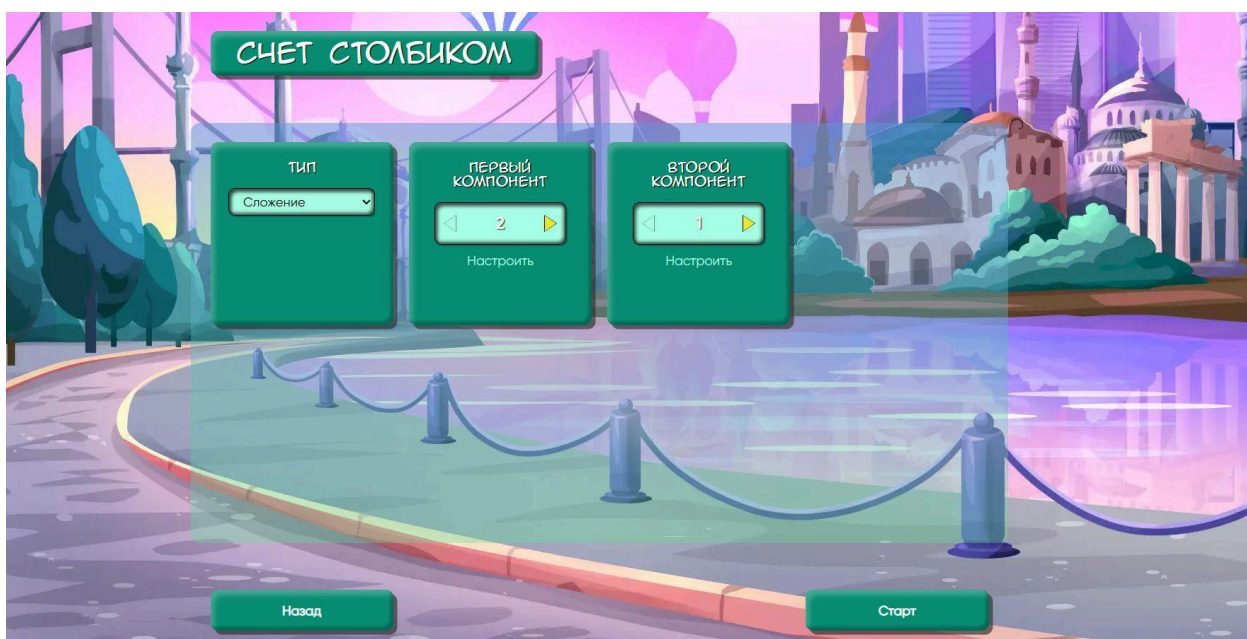 СЧЕТ СТОЛБИКОМ
ТИП
Сложение
ПЕРВЫЙ
КОМПОНЕНТ
2
Настроить
ВТОРОЙ
КОМПОНЕНТ
1
Настроить
Назад
Старт